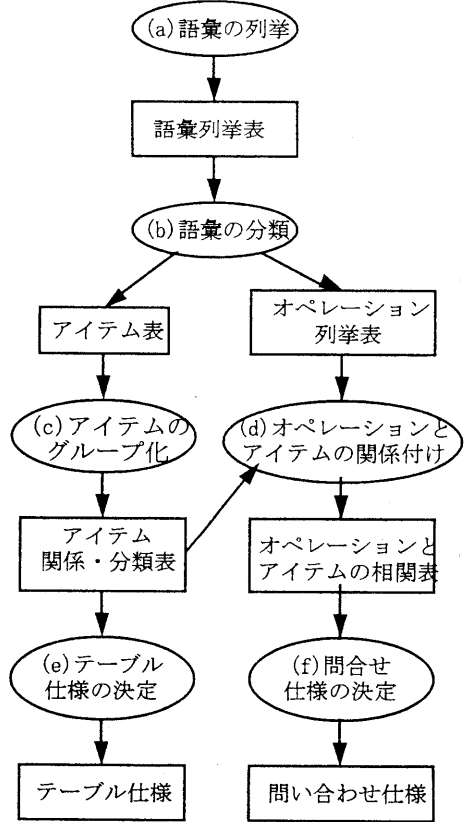 (a)語彙の列挙
語彙列挙表
(b)語彙の分類
アイテム表
オペレーション
列挙表
(c)アイテムの
グループ化
(d)オペレーションと
アイテムの関係付け
アイテム
関係・分類表
オペレーションと
アイテムの相関表
(e)テーブル
仕様の決定
(f)問合せ
仕様の決定
テーブル仕様
問い合わせ仕様